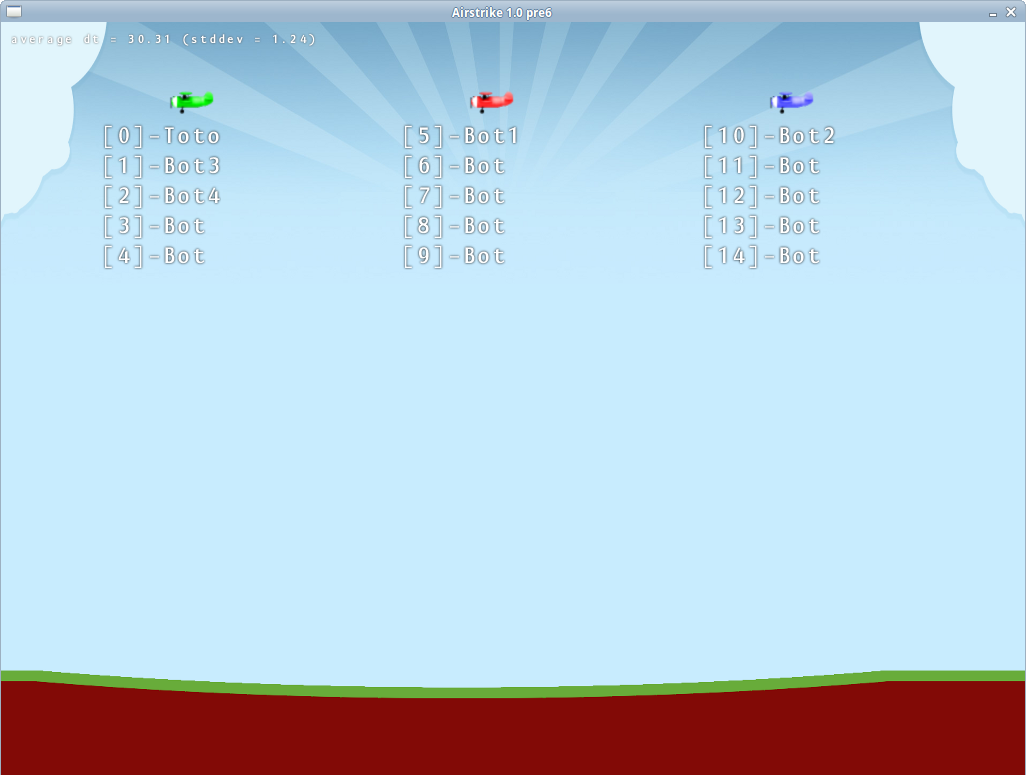 Airstrike 1.0 pre6
average dt = 30.31 (stddev = 1.24)
[0]-Toto
[1]-Bot3
[2]-Bot4
[3]-Bot
[4]-Bot
[5]-Bot1
[6]-Bot
[7]-Bot
[8]-Bot
[9]-Bot
[10]-Bot2
[11]-Bot
[12]-Bot
[13]-Bot
[14]-Bot